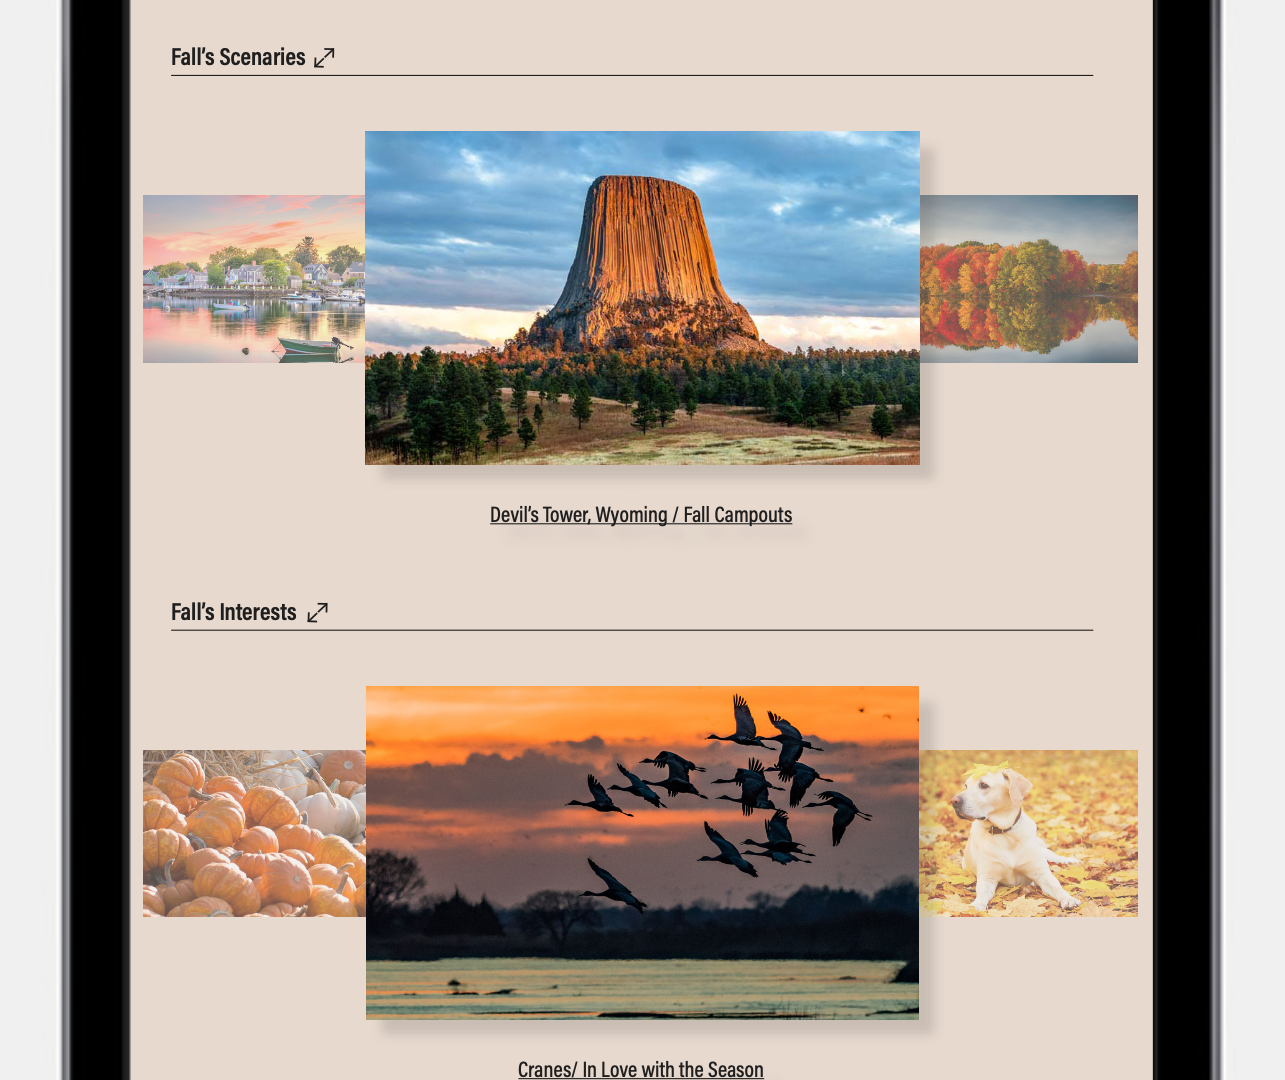 Fall’s Scenaries
Devil’s Tower, Wyoming / Fall Campouts
Fall’s Interests
Cranes/ In Love with the Season